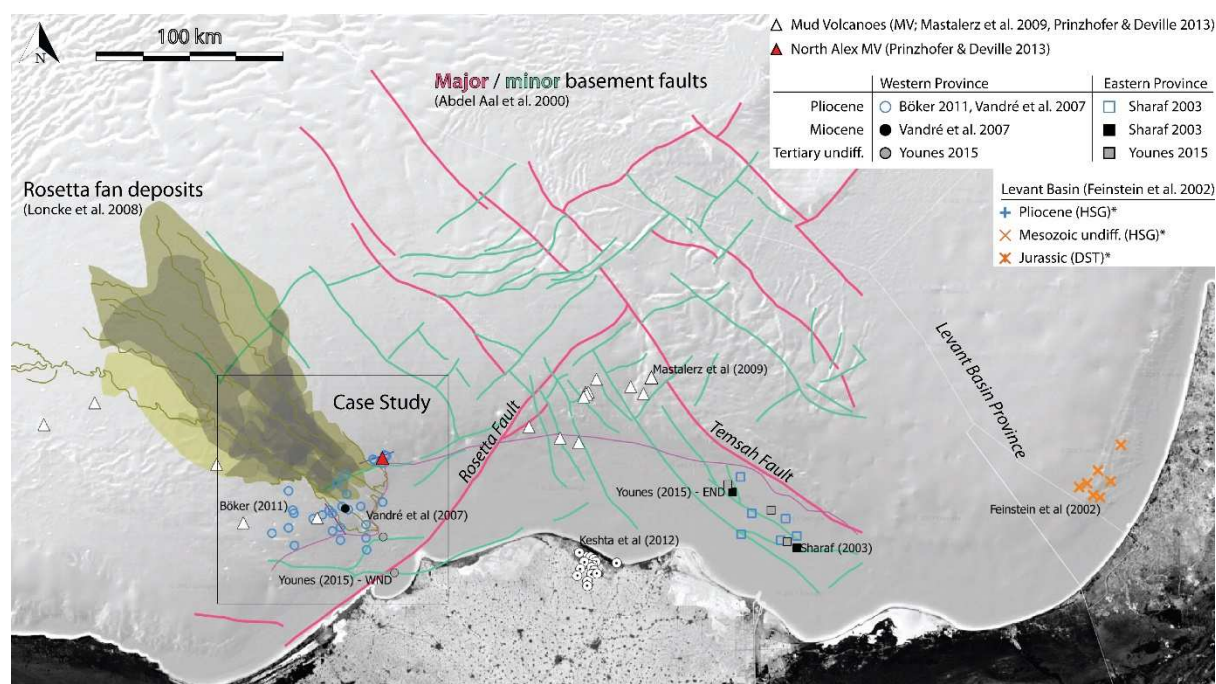 100 km
N
Major / minor basement faults
(Abdel Aal et al. 2000)
Mud Volcanoes (MV; Mastalerz et al. 2009, Prinzhofer & Deville 2013)
North Alex MV (Prinzhofer & Deville 2013)
Western Province Eastern Province
Pliocene Böker 2011, Vandré et al. 2007 Sharaf 2003
Miocene Vandré et al. 2007 Sharaf 2003
Tertiary undiff. Younes 2015 Younes 2015
Levant Basin (Feinstein et al. 2002)
Pliocene (HSG)*
Mesozoic undiff. (HSG)*
Jurassic (DST)*
Rosetta fan deposits
(Loncke et al. 2008)
Case Study
Rosetta Fault
Mastalerz et al (2009)
Temsah Fault
Levant Basin Province
Böker (2011)
Vandré et al (2007)
Younes (2015) - END
Feinstein et al (2002)
Keshta et al (2012)
Sharaf (2003)
Younes (2015) - WND